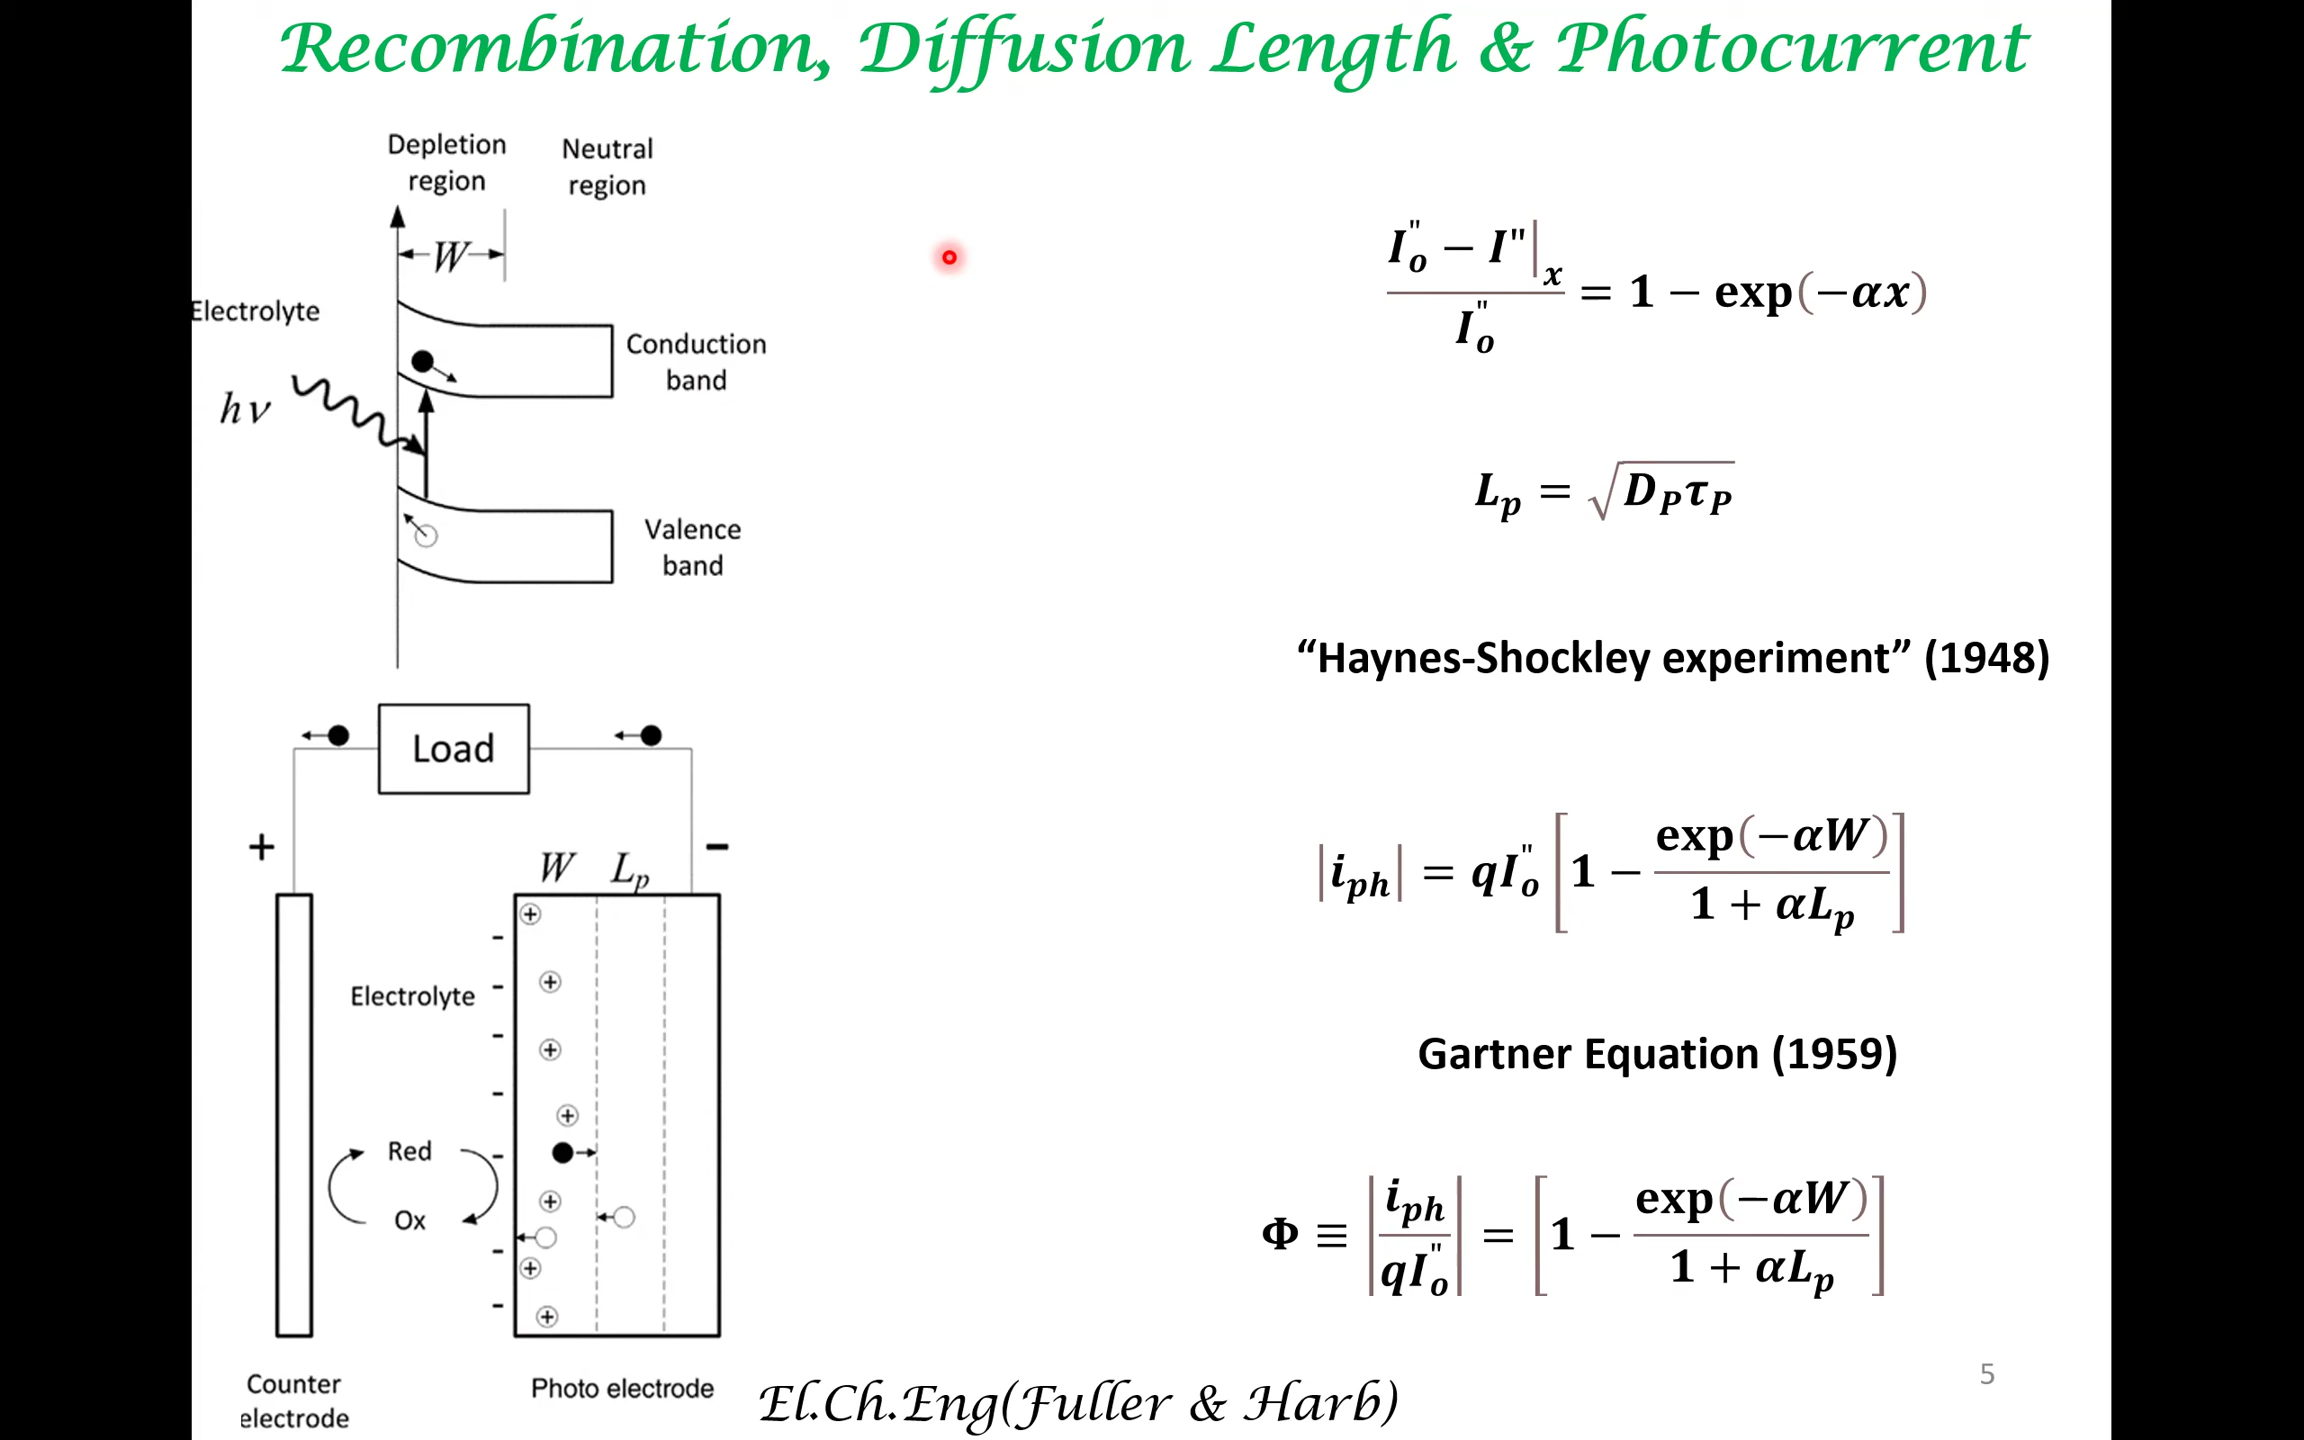 Recombination, Diffusion Length & Photocurrent
Depletion region
Neutral region
W
Electrolyte
hν
Conduction band
Valence band
Load
+
-
W
Lp
Electrolyte
Red
Ox
Counter electrode
Photo electrode
El.Ch.Eng(Fuller & Harb)
(I"o − I"|x) / I"o = 1 − exp(−αx)
Lp = √(DPτP)
“Haynes-Shockley experiment” (1948)
|iph| = qI"o [1 − exp(−αW) / (1 + αLp)]
Gartner Equation (1959)
Φ ≡ |iph / qI"o| = [1 − exp(−αW) / (1 + αLp)]
5